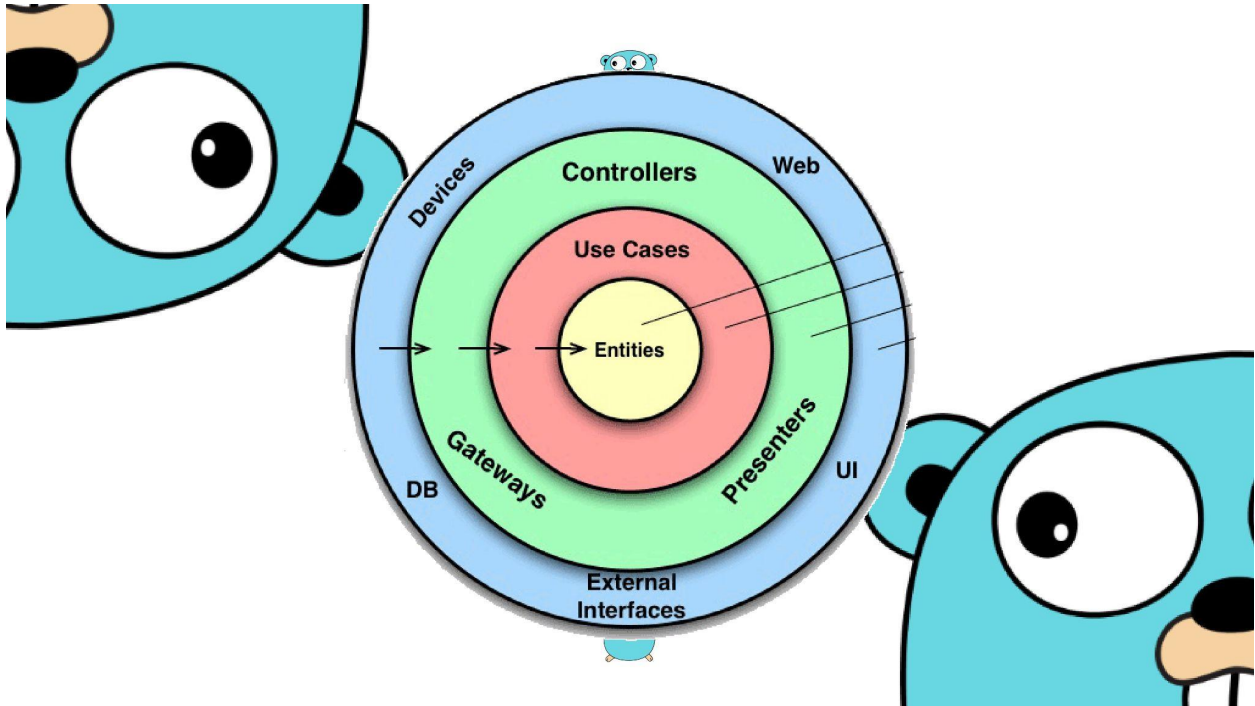 Devices
Web
Controllers
Use Cases
Entities
Gateways
Presenters
DB
UI
External
Interfaces